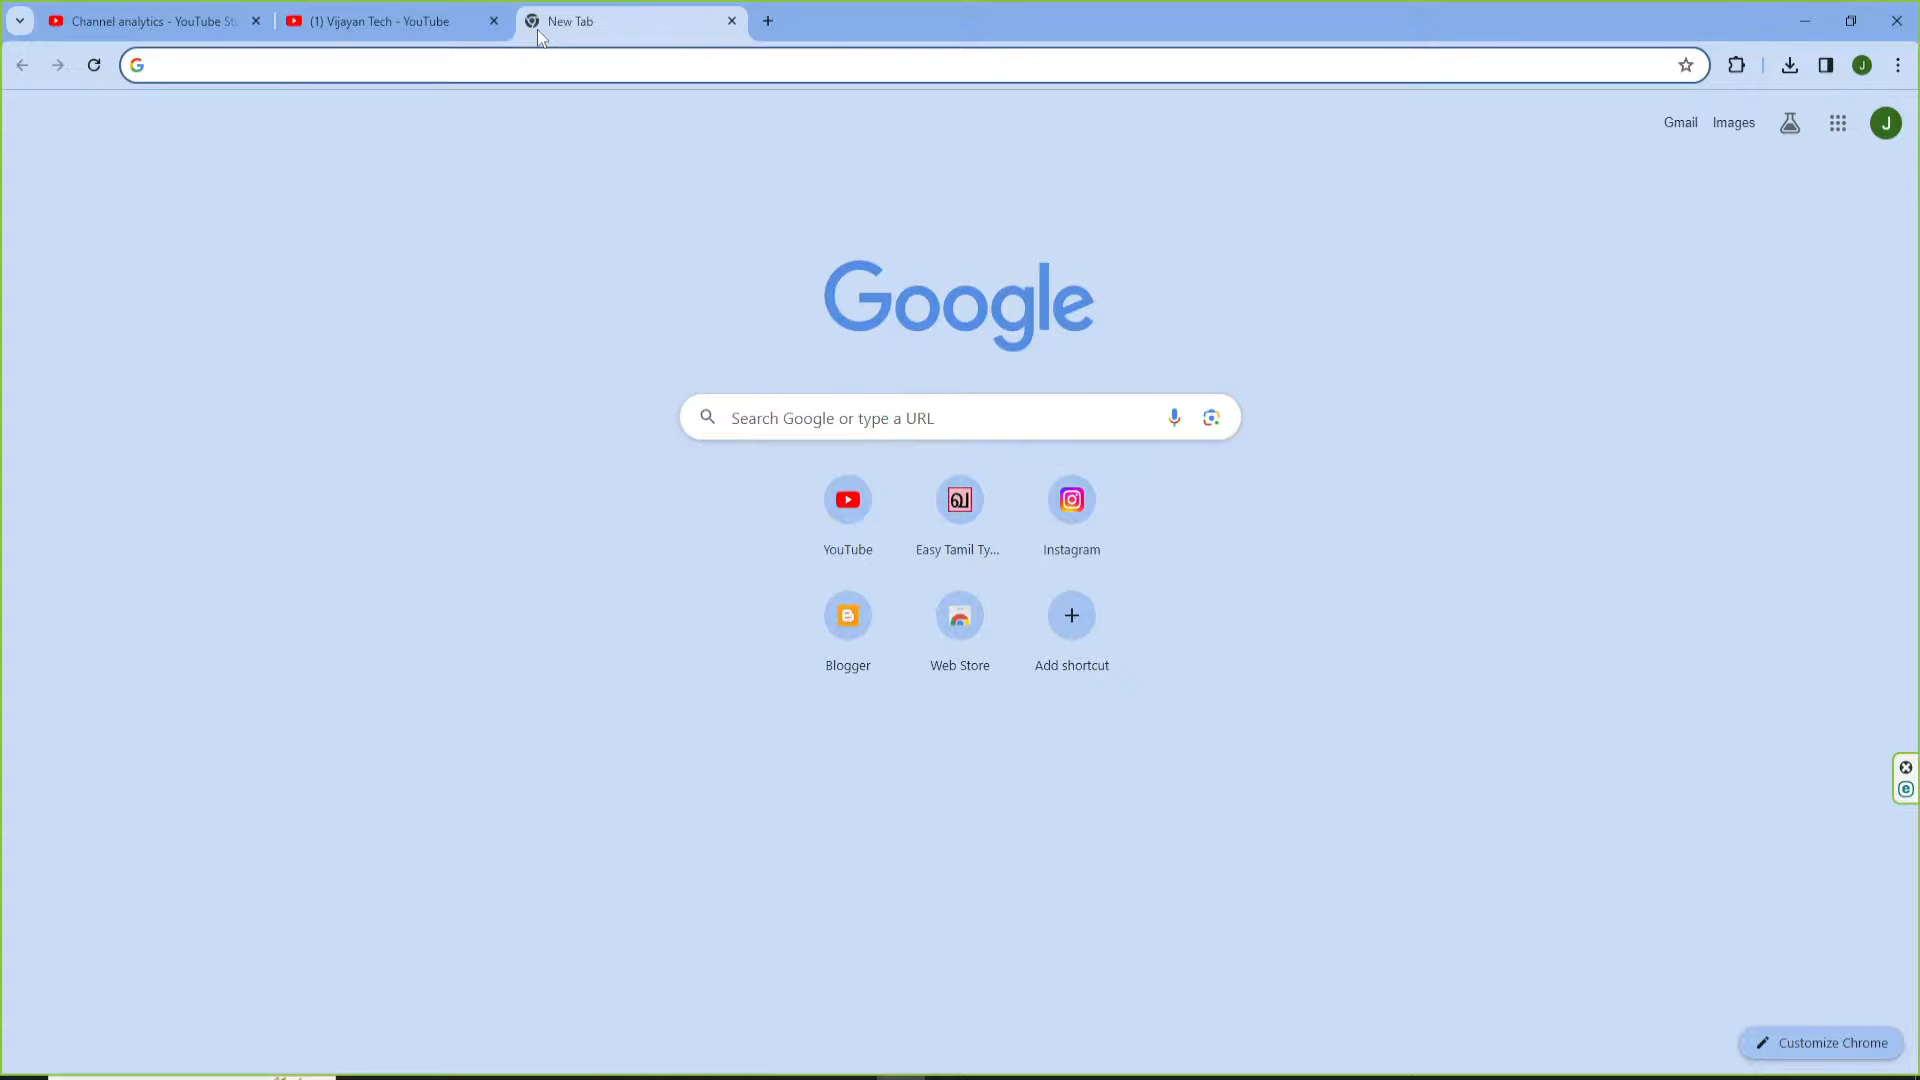 Channel analytics - YouTube St
(1) Vijayan Tech - YouTube
New Tab
J
Gmail
Images
J
Google
Search Google or type a URL
வ
YouTube
Easy Tamil Ty...
Instagram
Blogger
Web Store
Add shortcut
Customize Chrome